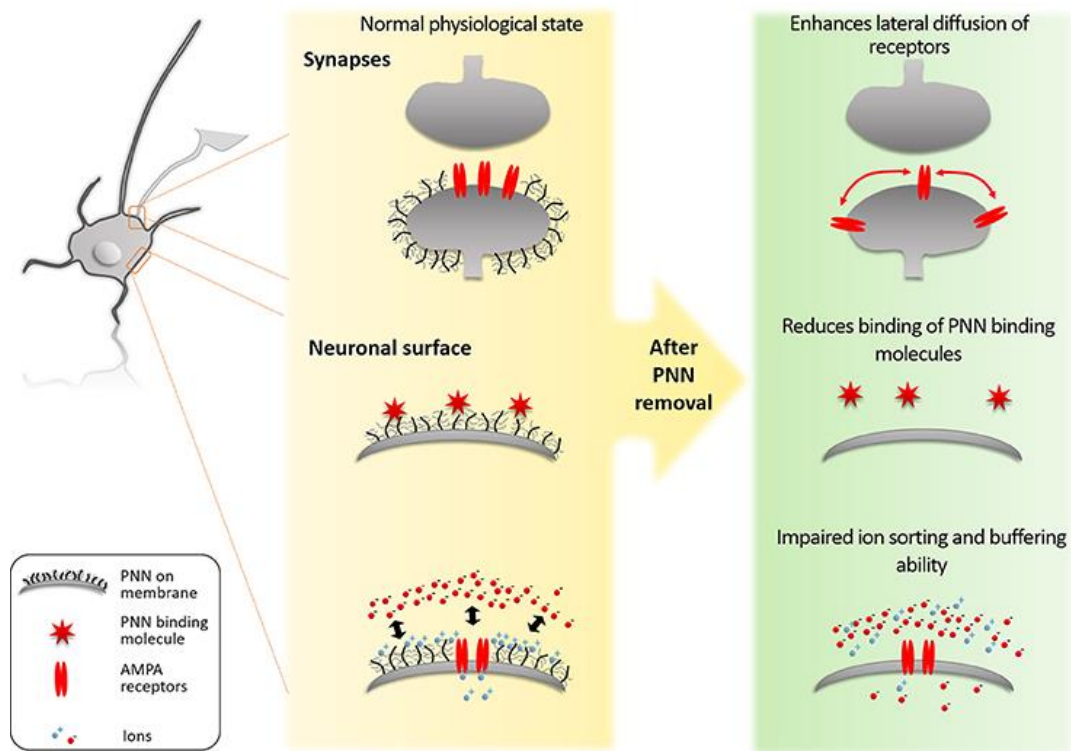 Normal physiological state
Synapses
Neuronal surface
After
PNN
removal
Enhances lateral diffusion of
receptors
Reduces binding of PNN binding
molecules
Impaired ion sorting and buffering
ability
PNN on
membrane
PNN binding
molecule
AMPA
receptors
Ions